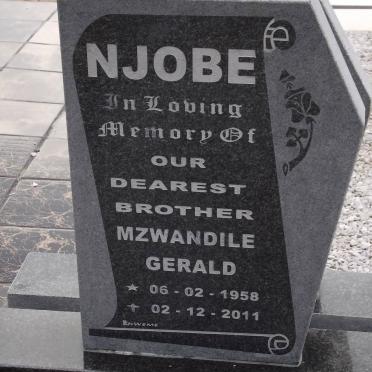 NJOBE
In Loving
Memory Of
OUR
DEAREST
BROTHER
MZWANDILE
GERALD
★ 06 - 02 - 1958
✝ 02 - 12 - 2011